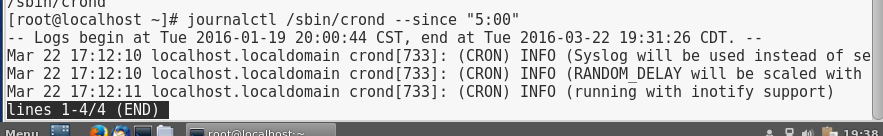 /sbin/crond
[root@localhost ~]# journalctl /sbin/crond --since "5:00"
-- Logs begin at Tue 2016-01-19 20:00:44 CST, end at Tue 2016-03-22 19:31:26 CDT. --
Mar 22 17:12:10 localhost.localdomain crond[733]: (CRON) INFO (Syslog will be used instead of se
Mar 22 17:12:10 localhost.localdomain crond[733]: (CRON) INFO (RANDOM_DELAY will be scaled with
Mar 22 17:12:11 localhost.localdomain crond[733]: (CRON) INFO (running with inotify support)
lines 1-4/4 (END)
Menu root@localhost:~ 19:38